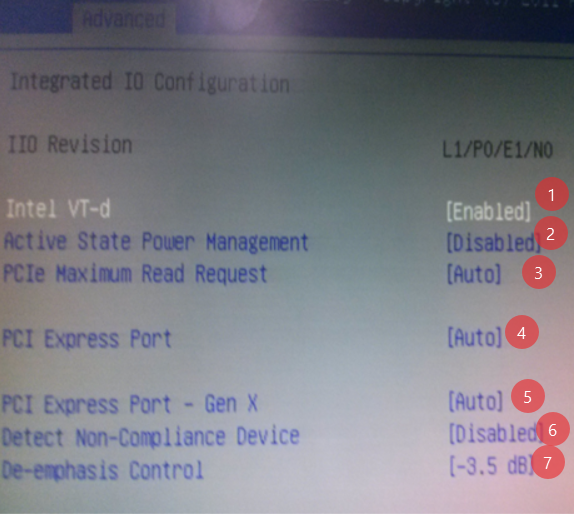 Advanced
Integrated IO Configuration
IIO Revision L1/P0/E1/N0
Intel VT-d [Enabled] 1
Active State Power Management [Disabled] 2
PCIe Maximum Read Request [Auto] 3
PCI Express Port [Auto] 4
PCI Express Port - Gen X [Auto] 5
Detect Non-Compliance Device [Disabled] 6
De-emphasis Control [-3.5 dB] 7